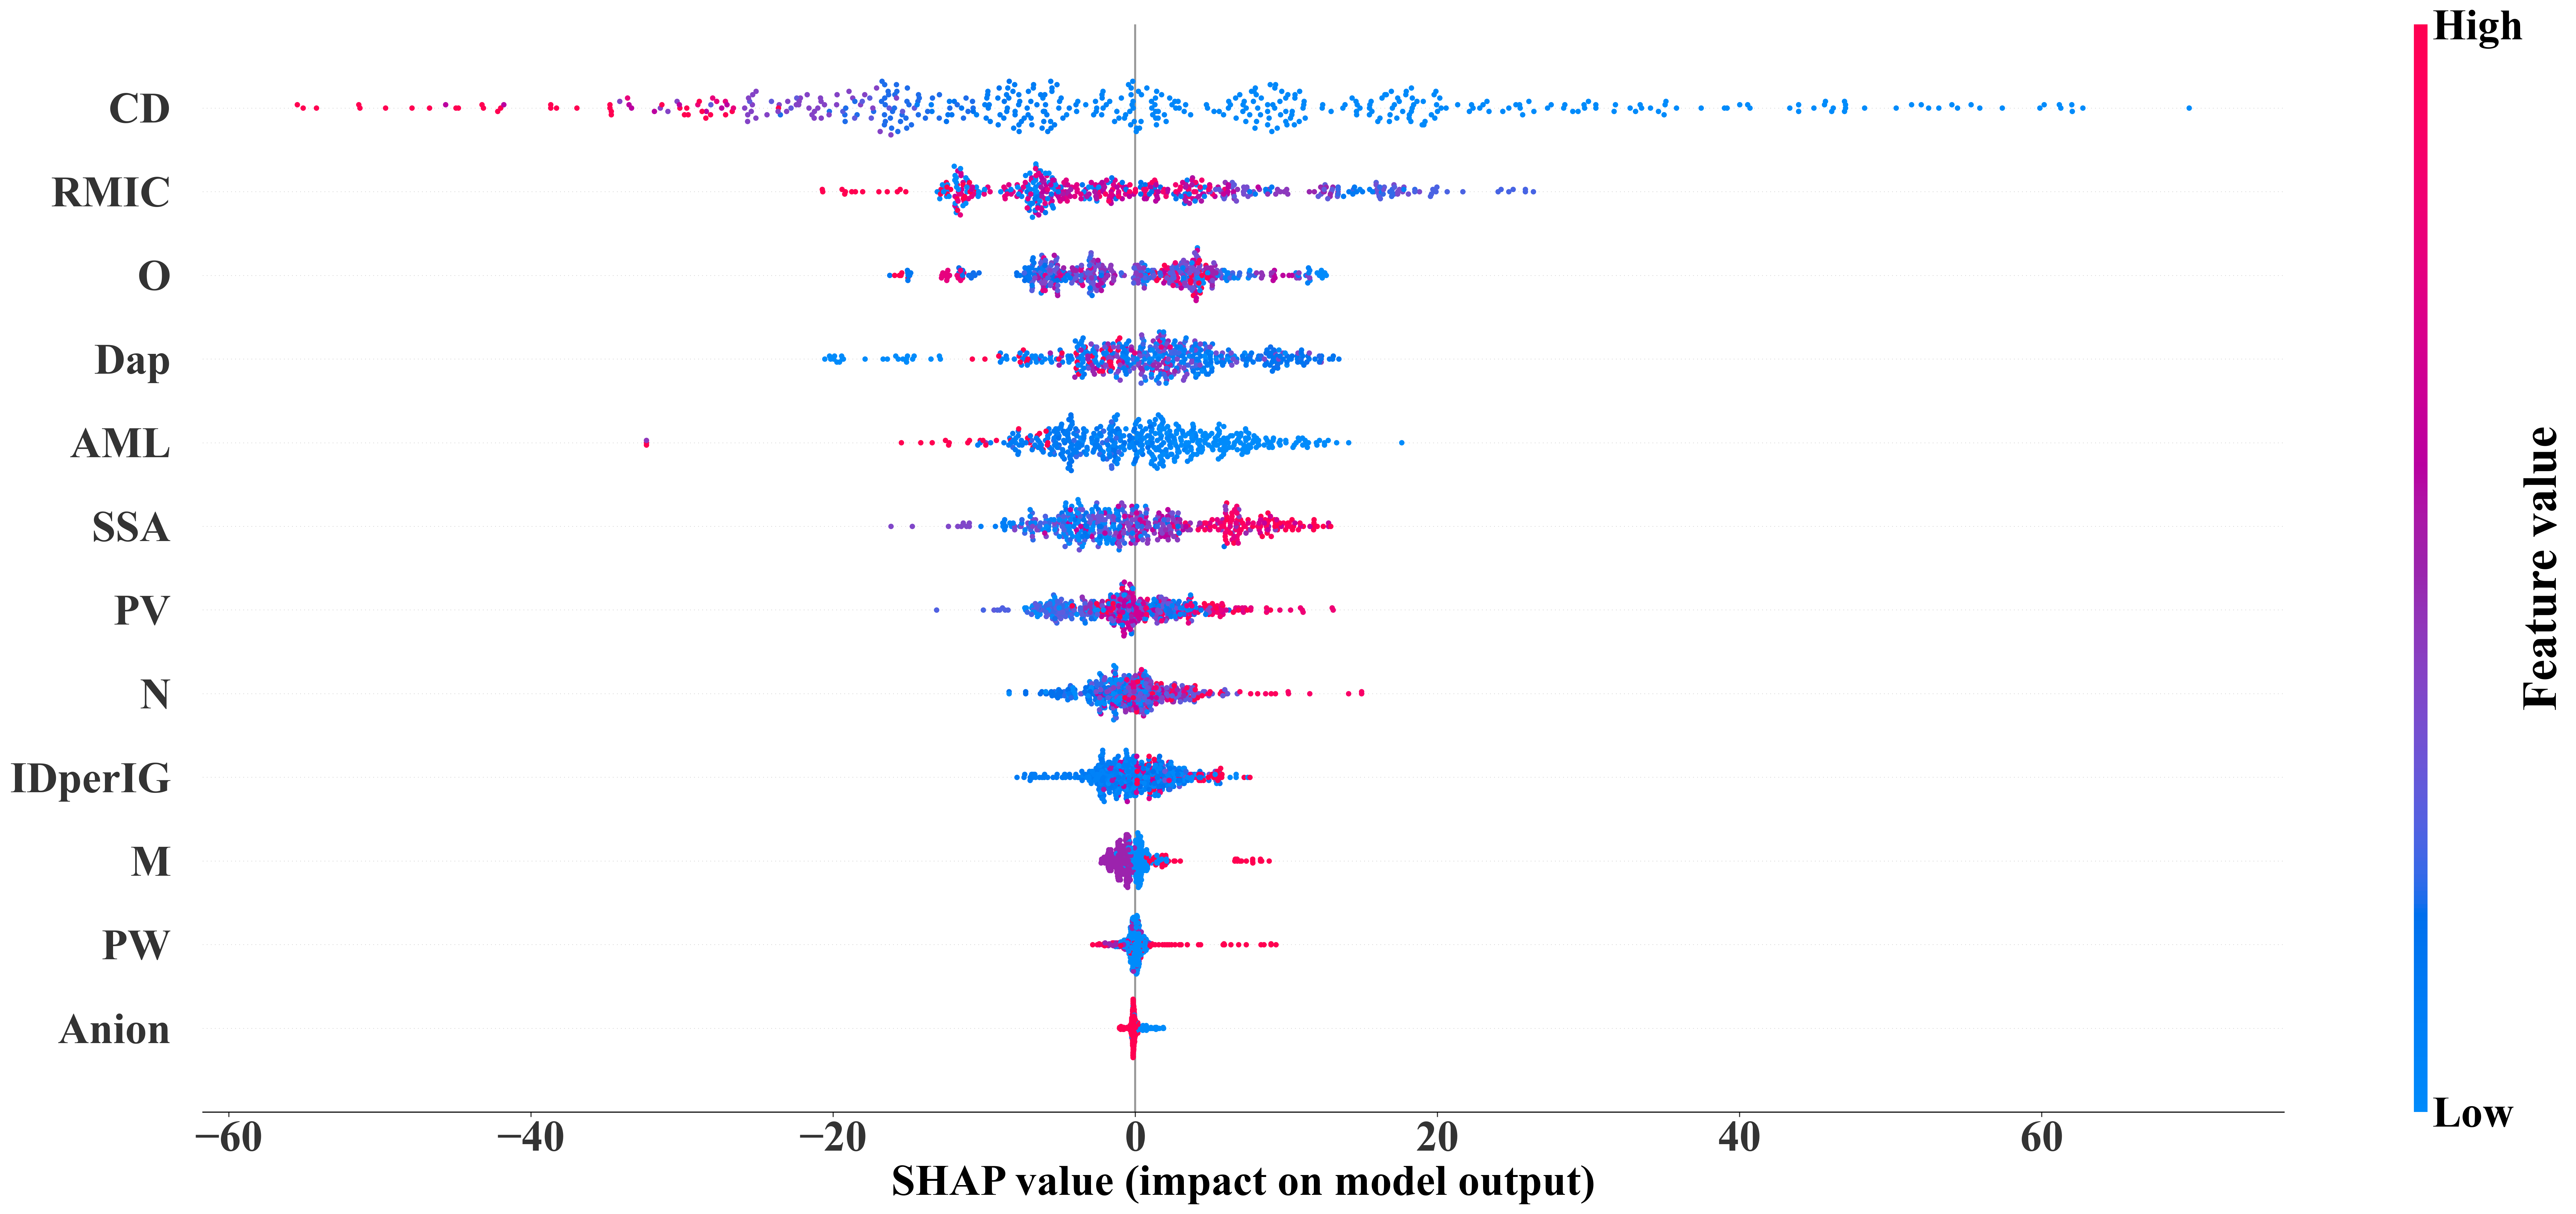 High
CD
RMIC
O
Dap
AML
SSA
PV
N
IDperIG
M
PW
Anion
Feature value
Low
−60 −40 −20 0 20 40 60
SHAP value (impact on model output)